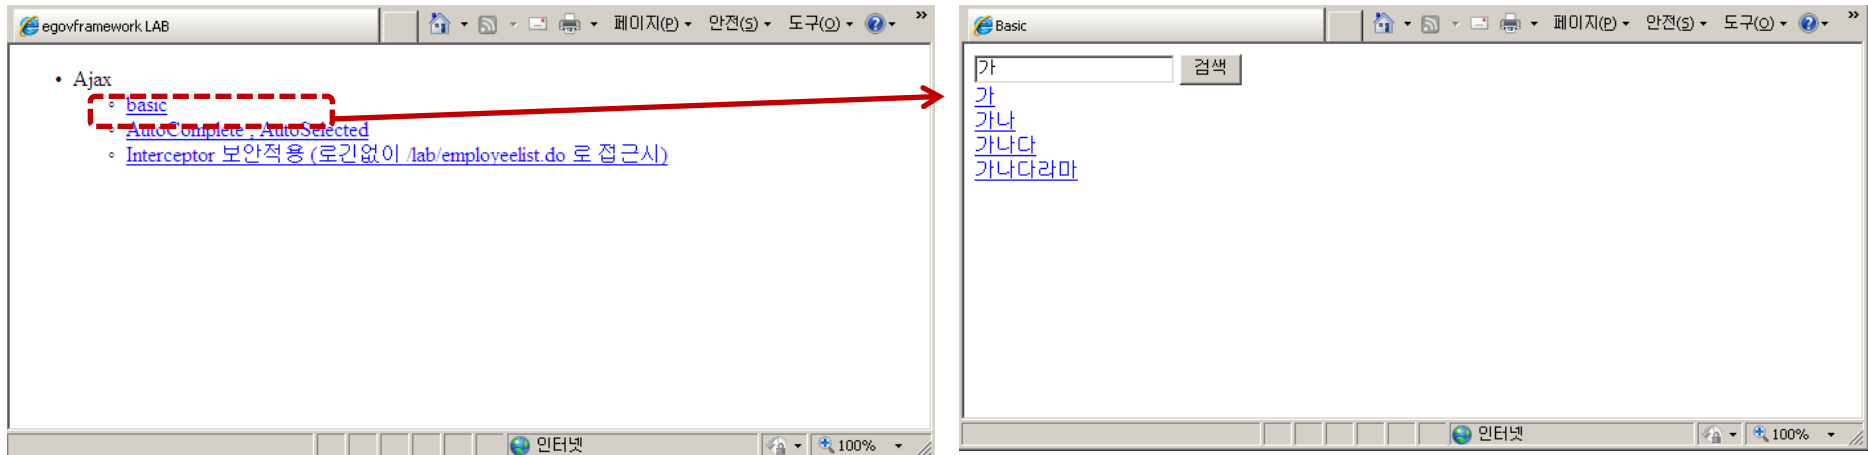 egovframework LAB
페이지(P)
안전(S)
도구(O)
»
• Ajax
◦ basic
◦ AutoComplete , AutoSelected
◦ Interceptor 보안적용 (로긴없이 /lab/employeelist.do 로 접근시)
인터넷
100%
Basic
페이지(P)
안전(S)
도구(O)
»
가
검색
가
가나
가나다
가나다라마
인터넷
100%